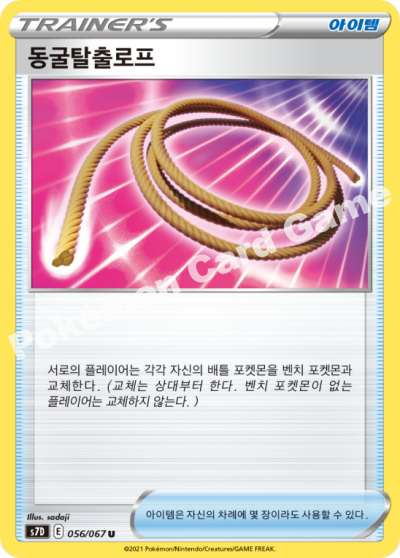 TRAINER'S
아이템
동굴탈출로프
Pokémon Card Game
서로의 플레이어는 각각 자신의 배틀 포켓몬을 벤치 포켓몬과
교체한다. (교체는 상대부터 한다. 벤치 포켓몬이 없는
플레이어는 교체하지 않는다. )
Illus. sadaji
s7D E 056/067 U
아이템은 자신의 차례에 몇 장이라도 사용할 수 있다.
©2021 Pokémon/Nintendo/Creatures/GAME FREAK.